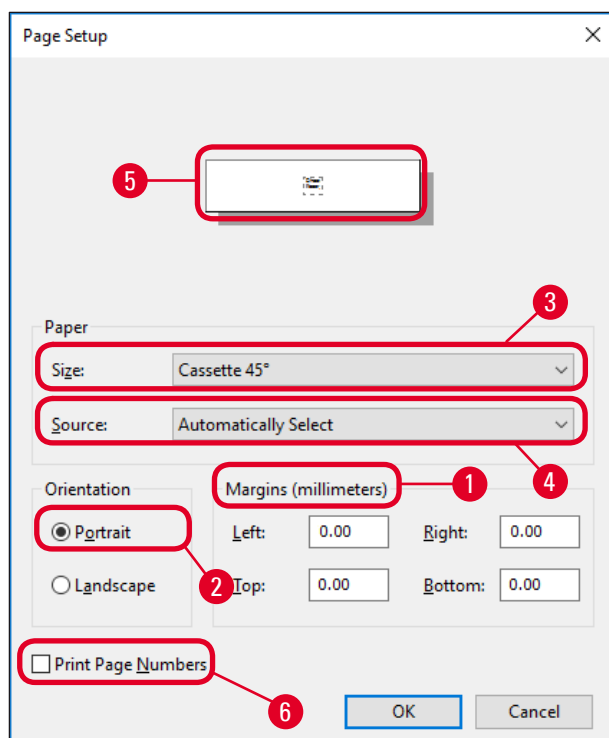 Page Setup
5
3
Paper
Size: Cassette 45°
Source: Automatically Select
4
Orientation
Margins (millimeters)
1
Portrait
Left: 0.00 Right: 0.00
2
Landscape
Top: 0.00 Bottom: 0.00
Print Page Numbers
6
OK Cancel